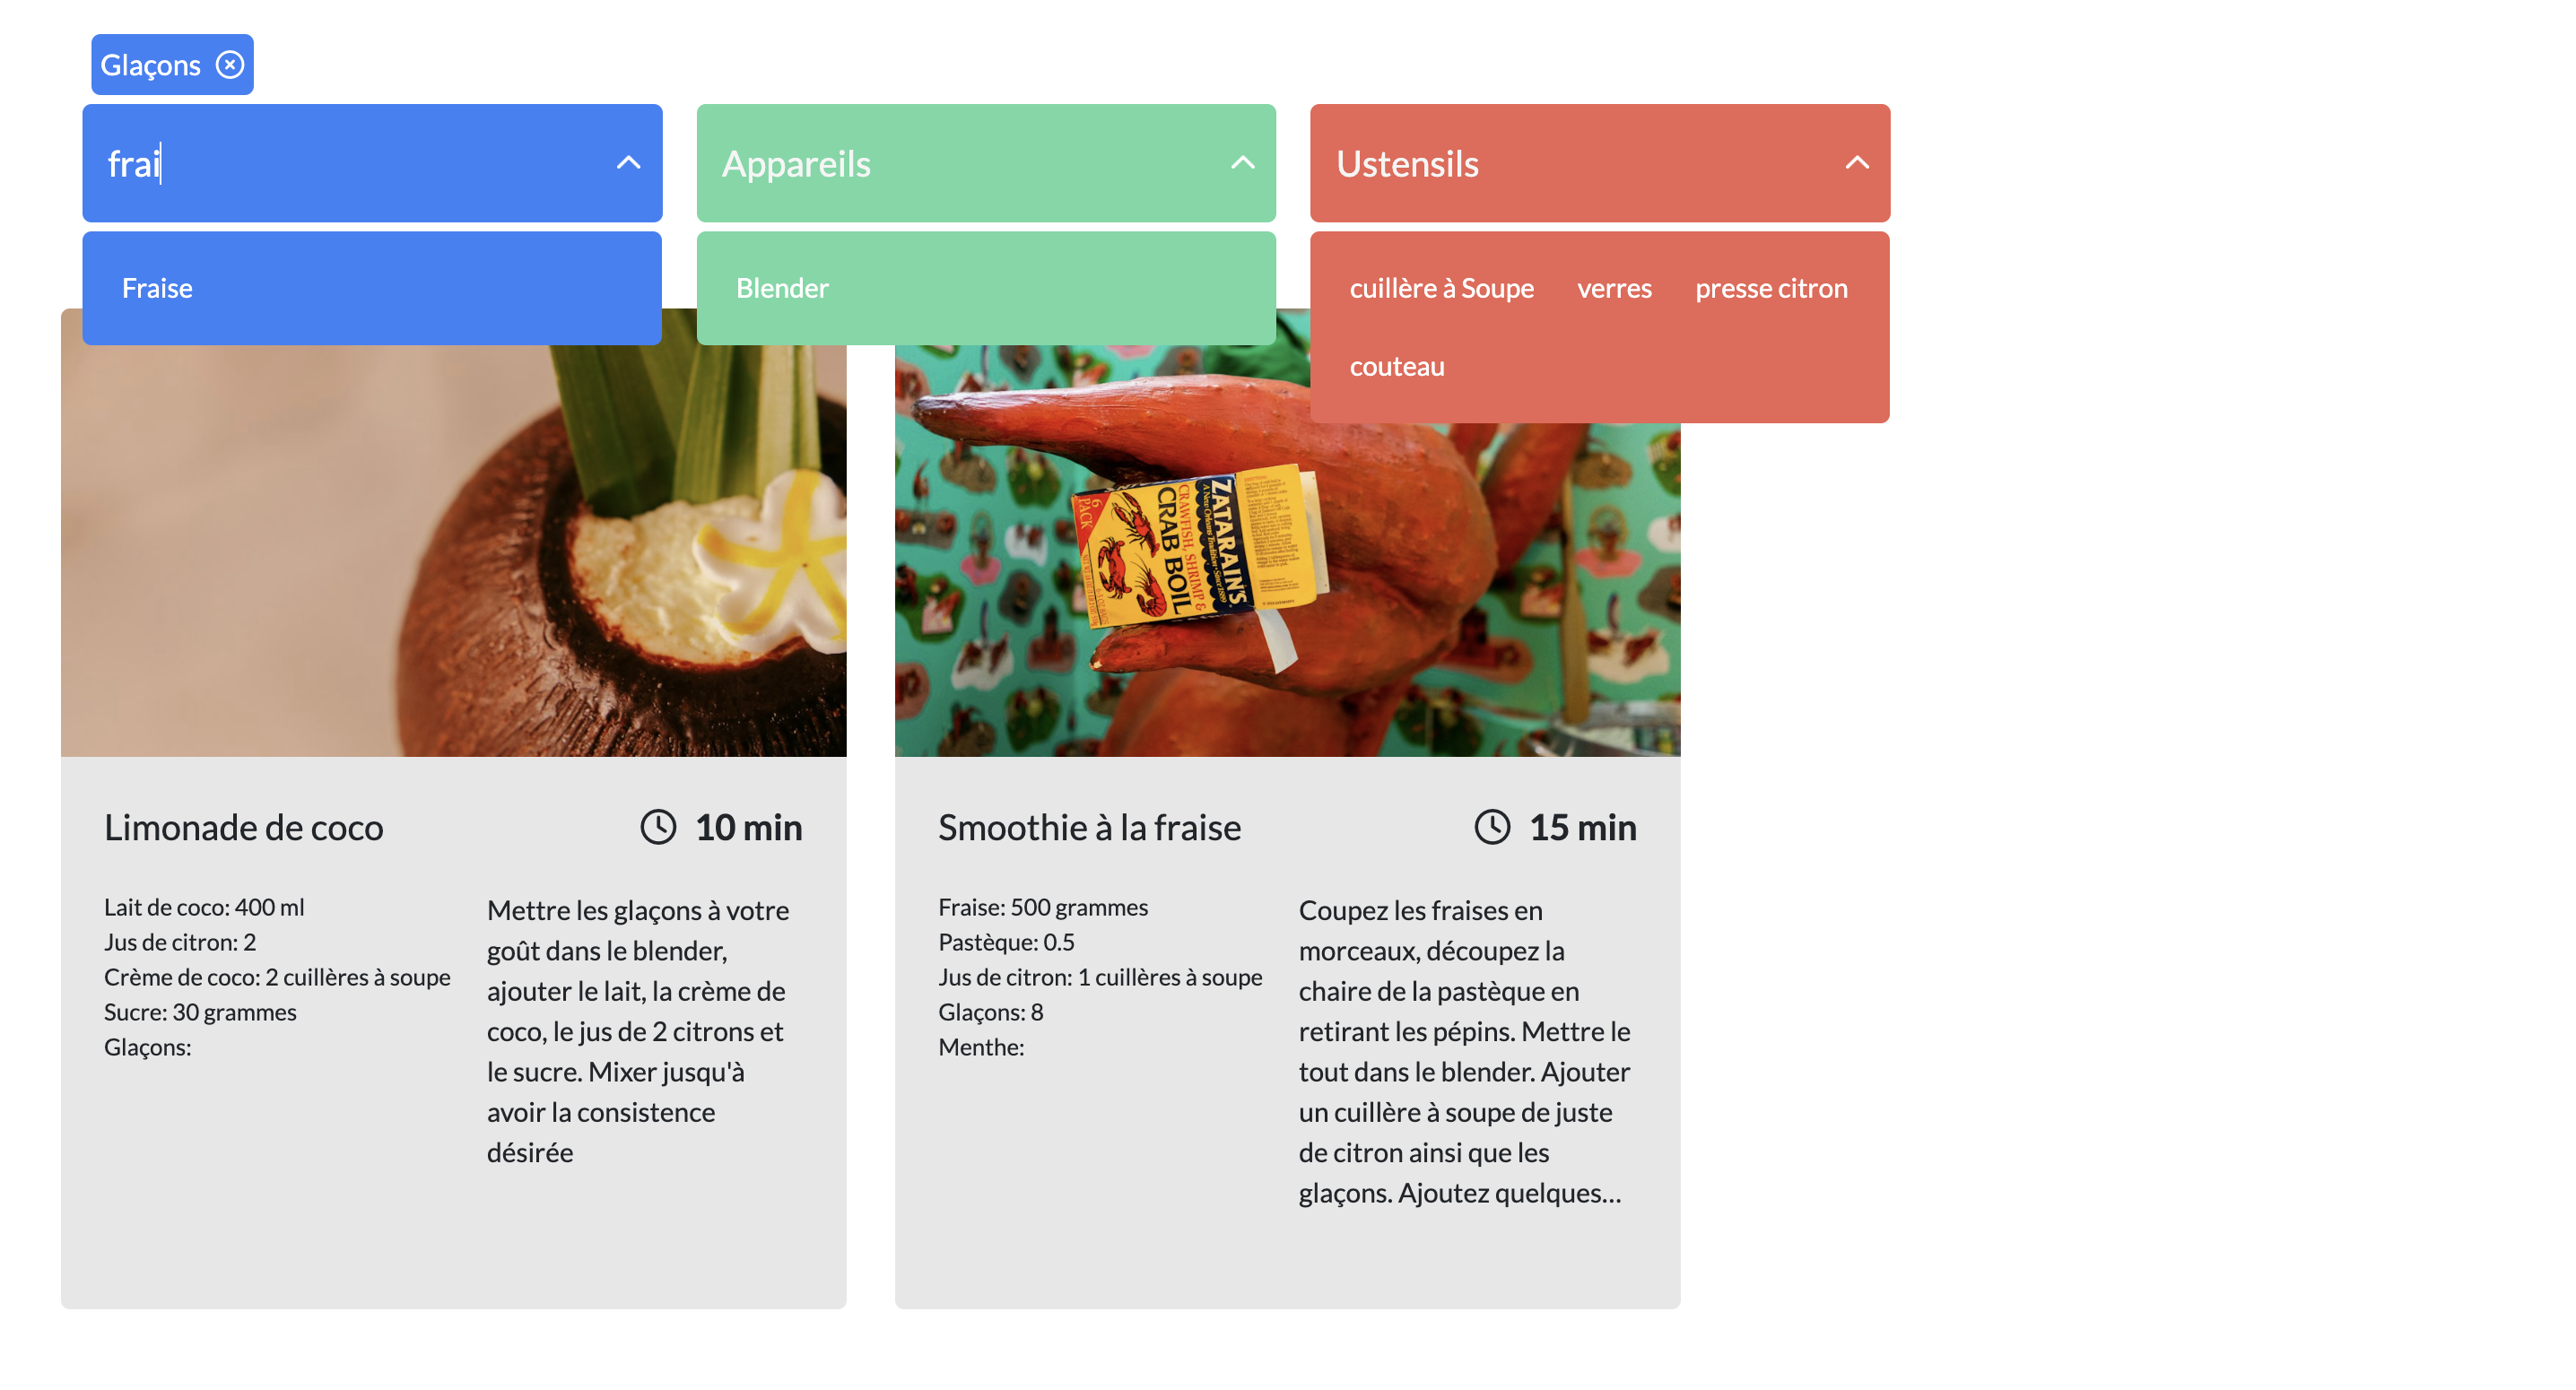 Glaçons
frai
Appareils
Ustensils
Fraise
Blender
cuillère à Soupe verres presse citron
couteau
6 PACK
CRAWFISH, SHRIMP &
CRAB BOIL
ZATARAIN'S
Limonade de coco
10 min
Lait de coco: 400 ml
Jus de citron: 2
Crème de coco: 2 cuillères à soupe
Sucre: 30 grammes
Glaçons:
Mettre les glaçons à votre
goût dans le blender,
ajouter le lait, la crème de
coco, le jus de 2 citrons et
le sucre. Mixer jusqu'à
avoir la consistence
désirée
Smoothie à la fraise
15 min
Fraise: 500 grammes
Pastèque: 0.5
Jus de citron: 1 cuillères à soupe
Glaçons: 8
Menthe:
Coupez les fraises en
morceaux, découpez la
chaire de la pastèque en
retirant les pépins. Mettre le
tout dans le blender. Ajouter
un cuillère à soupe de juste
de citron ainsi que les
glaçons. Ajoutez quelques...